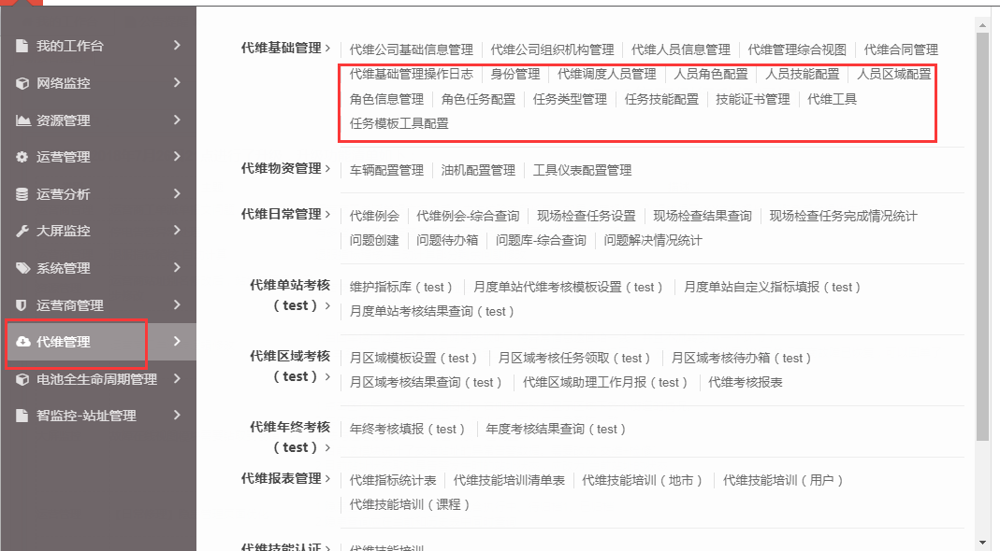 我的工作台
网络监控
资源管理
运营管理
运营分析
大屏监控
系统管理
运营商管理
代维管理
电池全生命周期管理
智监控-站址管理
代维基础管理
代维公司基础信息管理 代维公司组织机构管理 代维人员信息管理 代维管理综合视图 代维合同管理
代维基础管理操作日志 身份管理 代维调度人员管理 人员角色配置 人员技能配置 人员区域配置
角色信息管理 角色任务配置 任务类型管理 任务技能配置 技能证书管理 代维工具
任务模板工具配置
代维物资管理
车辆配置管理 油机配置管理 工具仪表配置管理
代维日常管理
代维例会 代维例会-综合查询 现场检查任务设置 现场检查结果查询 现场检查任务完成情况统计
问题创建 问题待办箱 问题库-综合查询 问题解决情况统计
代维单站考核
（test）
维护指标库（test） 月度单站代维考核模板设置（test） 月度单站自定义指标填报（test）
月度单站考核结果查询（test）
代维区域考核
（test）
月区域模板设置（test） 月区域考核任务领取（test） 月区域考核待办箱（test）
月区域考核结果查询（test） 代维区域助理工作月报（test） 代维考核报表
代维年终考核
（test）
年终考核填报（test） 年度考核结果查询（test）
代维报表管理
代维指标统计表 代维技能培训清单表 代维技能培训（地市） 代维技能培训（用户）
代维技能培训（课程）
代维技能认证
代维技能培训